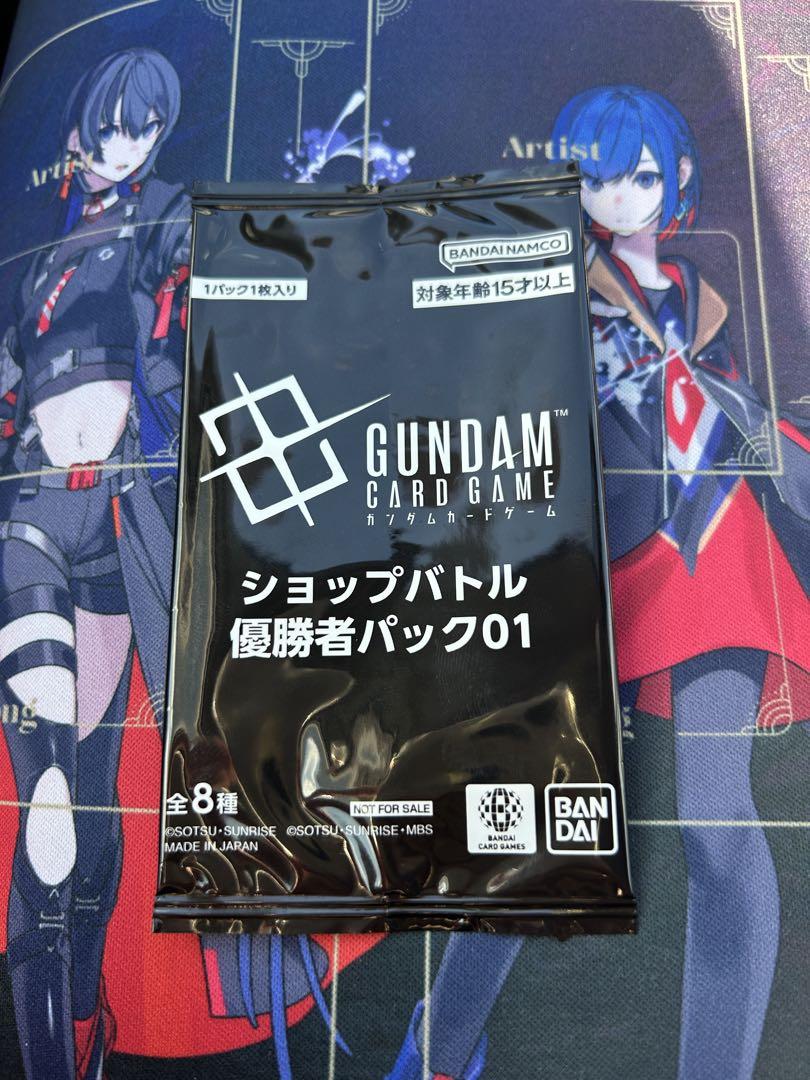 Artist
Artist
BANDAI NAMCO
1パック1枚入り
対象年齢15才以上
GUNDAM™
CARD GAME
ガンダムカードゲーム
ショップバトル
優勝者パック01
全8種
NOT FOR SALE
©SOTSU・SUNRISE ©SOTSU・SUNRISE・MBS
MADE IN JAPAN
BANDAI
CARD GAMES
BAN
DAI